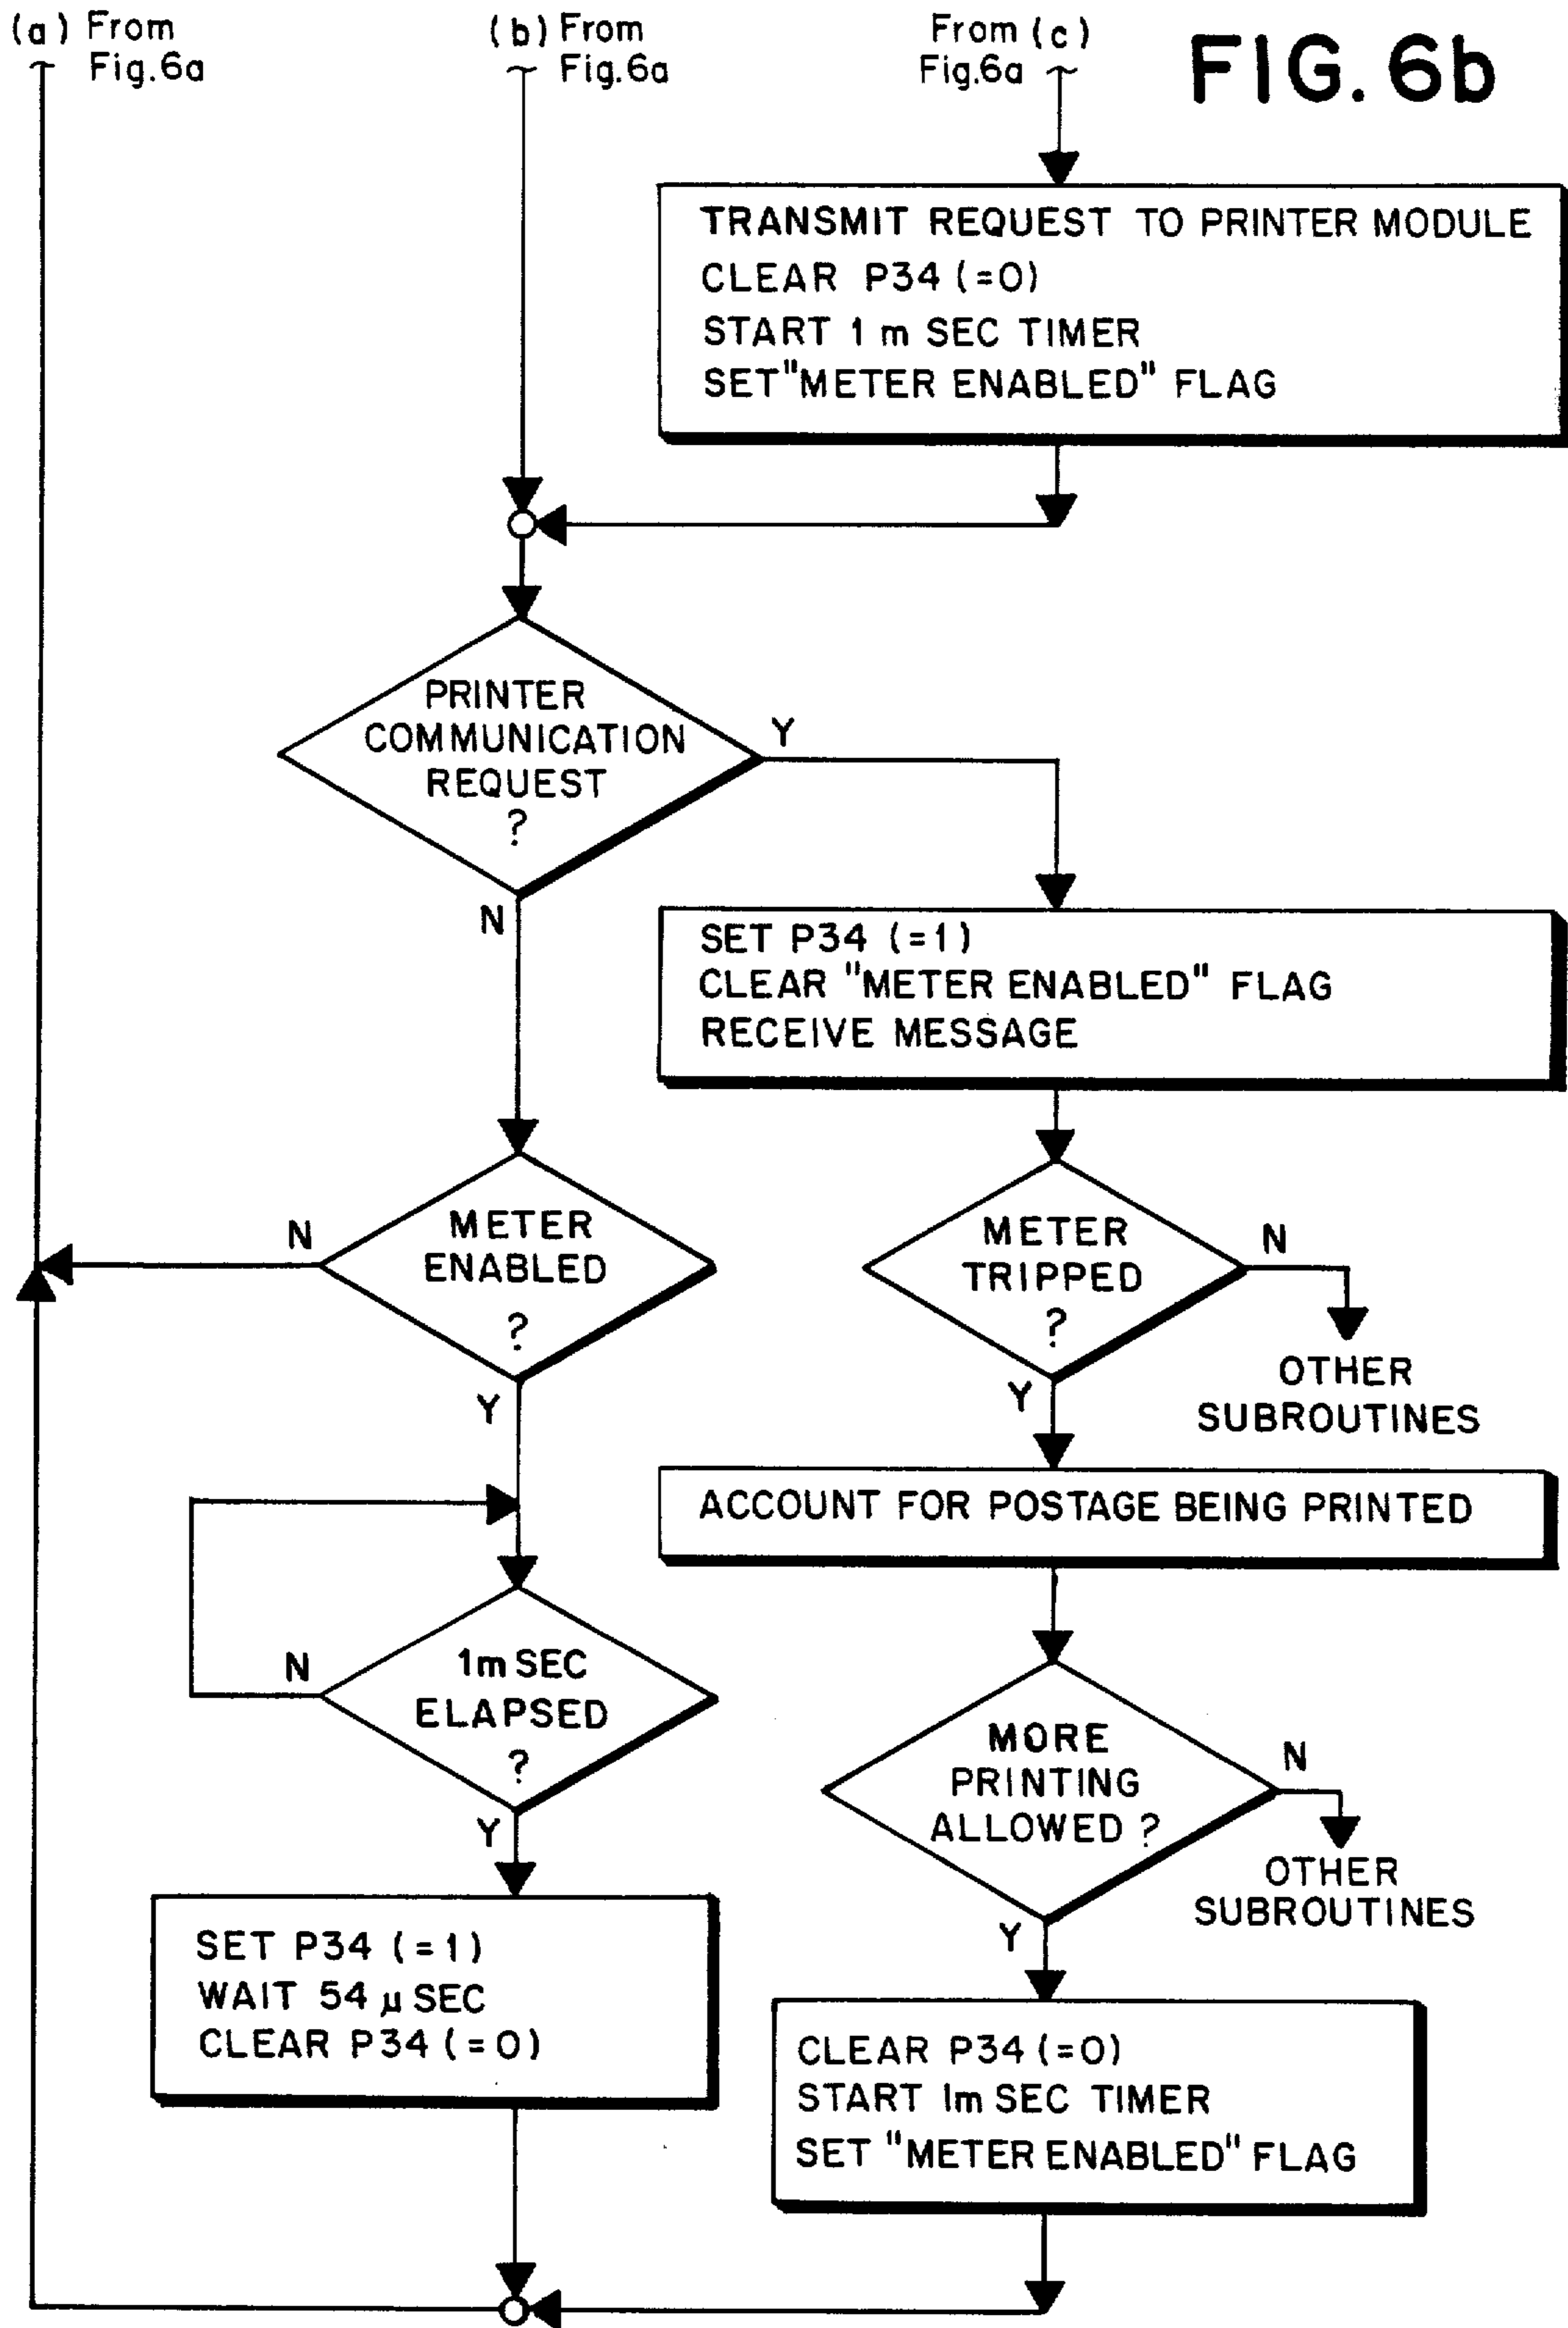 (a) From
Fig.6a
(b) From
Fig.6a
From (c)
Fig.6a
FIG. 6b
TRANSMIT REQUEST TO PRINTER MODULE
CLEAR P34 (=0)
START 1 m SEC TIMER
SET "METER ENABLED" FLAG
PRINTER
COMMUNICATION
REQUEST
?
Y
N
SET P34 (=1)
CLEAR "METER ENABLED" FLAG
RECEIVE MESSAGE
METER
ENABLED
?
N
Y
METER
TRIPPED
?
N
OTHER
SUBROUTINES
Y
ACCOUNT FOR POSTAGE BEING PRINTED
1m SEC
ELAPSED
?
N
Y
MORE
PRINTING
ALLOWED ?
N
OTHER
SUBROUTINES
Y
SET P34 (=1)
WAIT 54 μ SEC
CLEAR P34 (=0)
CLEAR P34 (=0)
START 1m SEC TIMER
SET "METER ENABLED" FLAG